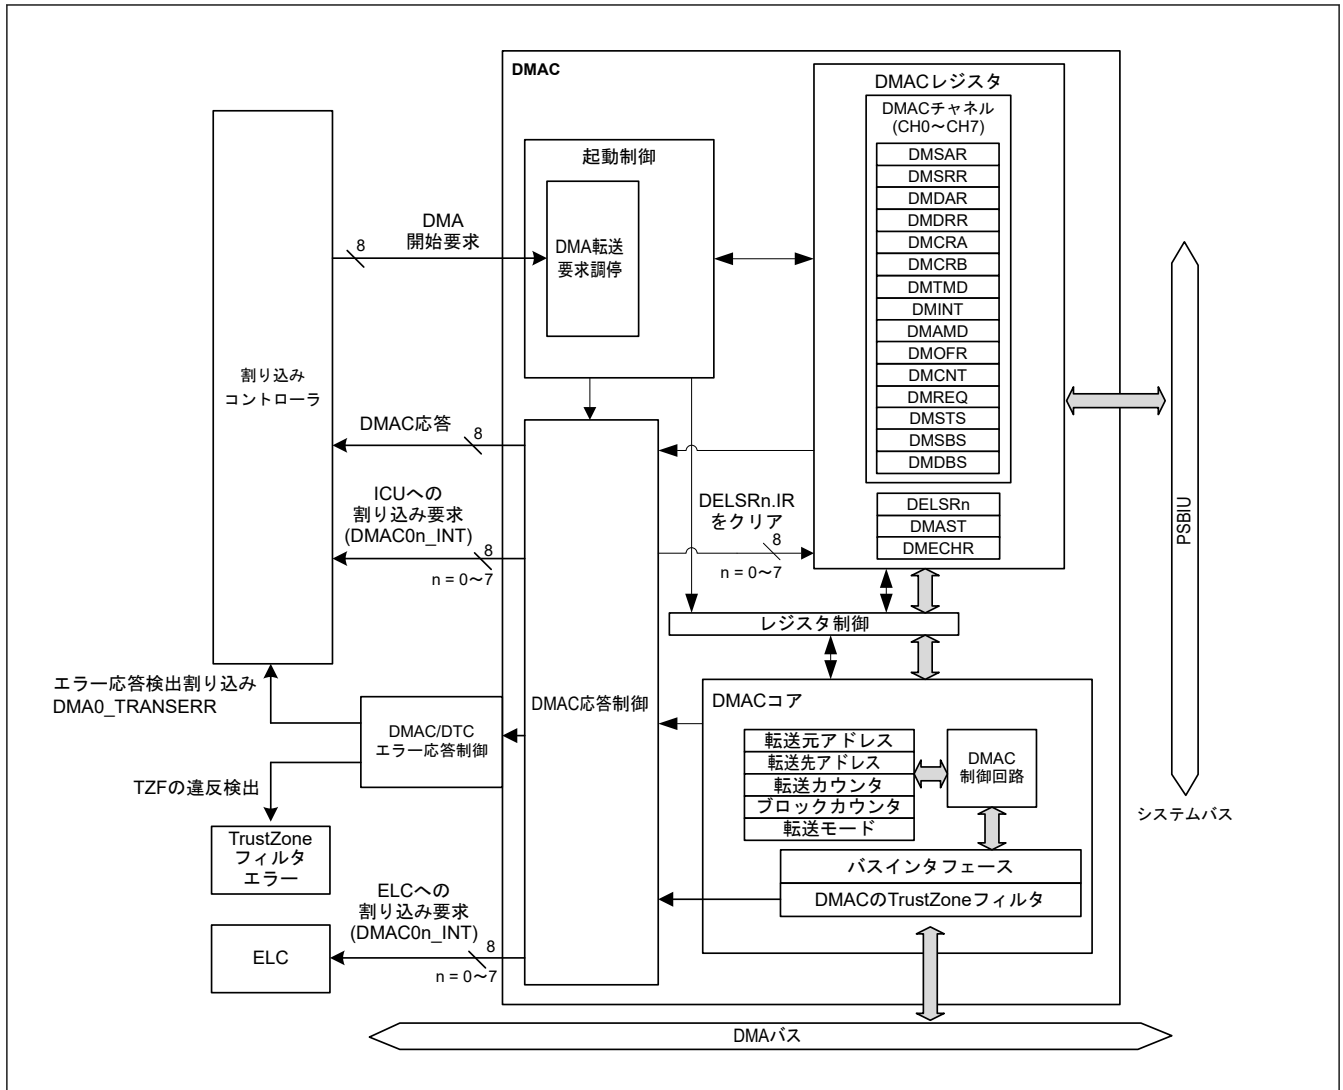 DMAC
DMACレジスタ
DMACチャネル
(CH0～CH7)
DMSAR
DMSRR
DMDAR
DMDRR
DMCRA
DMCRB
DMTMD
DMINT
DMAMD
DMOFR
DMCNT
DMREQ
DMSTS
DMSBS
DMDBS
DELSRn
DMAST
DMECHR
起動制御
DMA転送
要求調停
DMA
開始要求
8
割り込み
コントローラ
DMAC応答
8
ICUへの
割り込み要求
(DMAC0n_INT)
8
n = 0～7
DELSRn.IR
をクリア
8
n = 0～7
レジスタ制御
PSBIU
システムバス
エラー応答検出割り込み
DMA0_TRANSERR
DMAC/DTC
エラー応答制御
DMAC応答制御
TZFの違反検出
TrustZone
フィルタ
エラー
DMACコア
転送元アドレス
転送先アドレス
転送カウンタ
ブロックカウンタ
転送モード
DMAC
制御回路
バスインタフェース
DMACのTrustZoneフィルタ
ELCへの
割り込み要求
(DMAC0n_INT)
8
n = 0～7
ELC
DMAバス